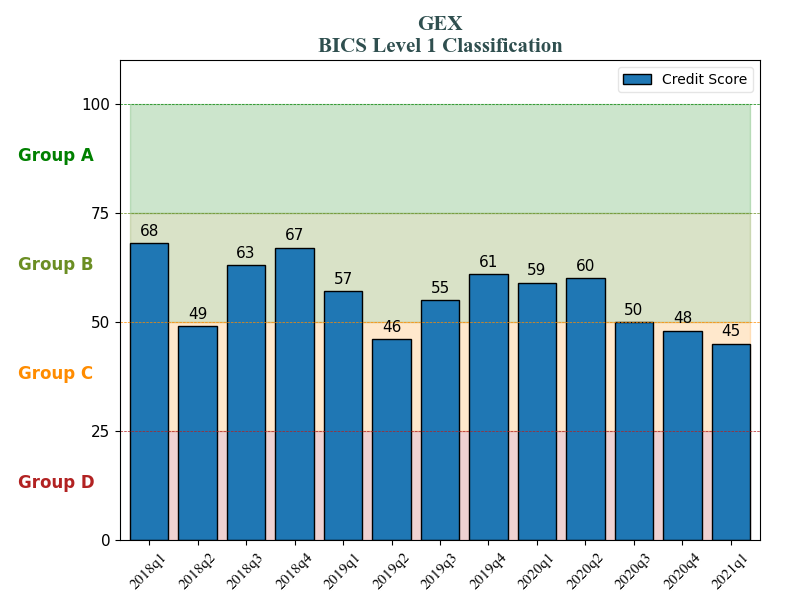 GEX
BICS Level 1 Classification
Credit Score
100
Group A
75
68
49
63
67
57
46
55
61
59
60
50
48
45
Group B
50
Group C
25
Group D
0
2018q1
2018q2
2018q3
2018q4
2019q1
2019q2
2019q3
2019q4
2020q1
2020q2
2020q3
2020q4
2021q1